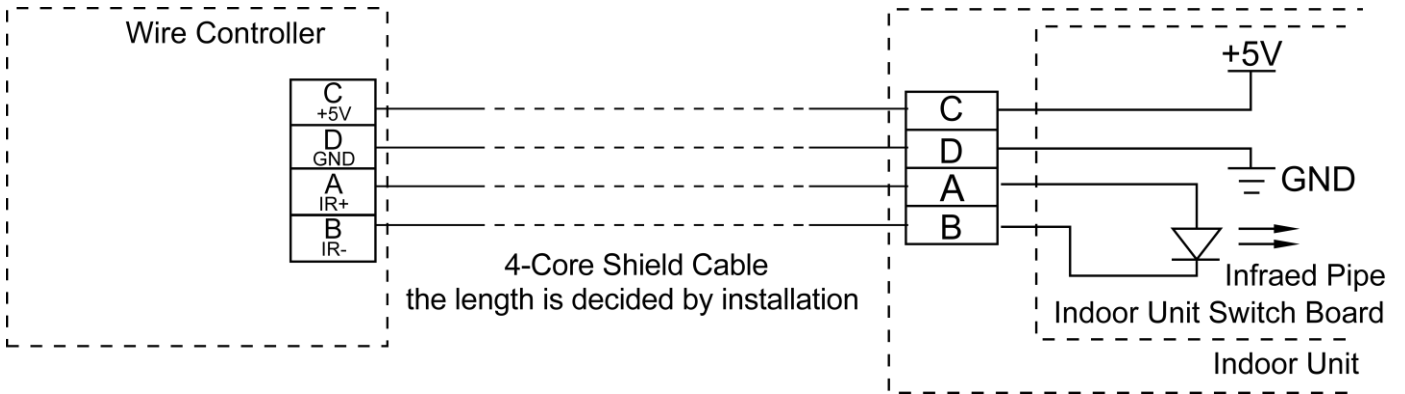 Wire Controller
C
+5V
D
GND
A
IR+
B
IR-
4-Core Shield Cable
the length is decided by installation
C
D
A
B
+5V
GND
Infraed Pipe
Indoor Unit Switch Board
Indoor Unit